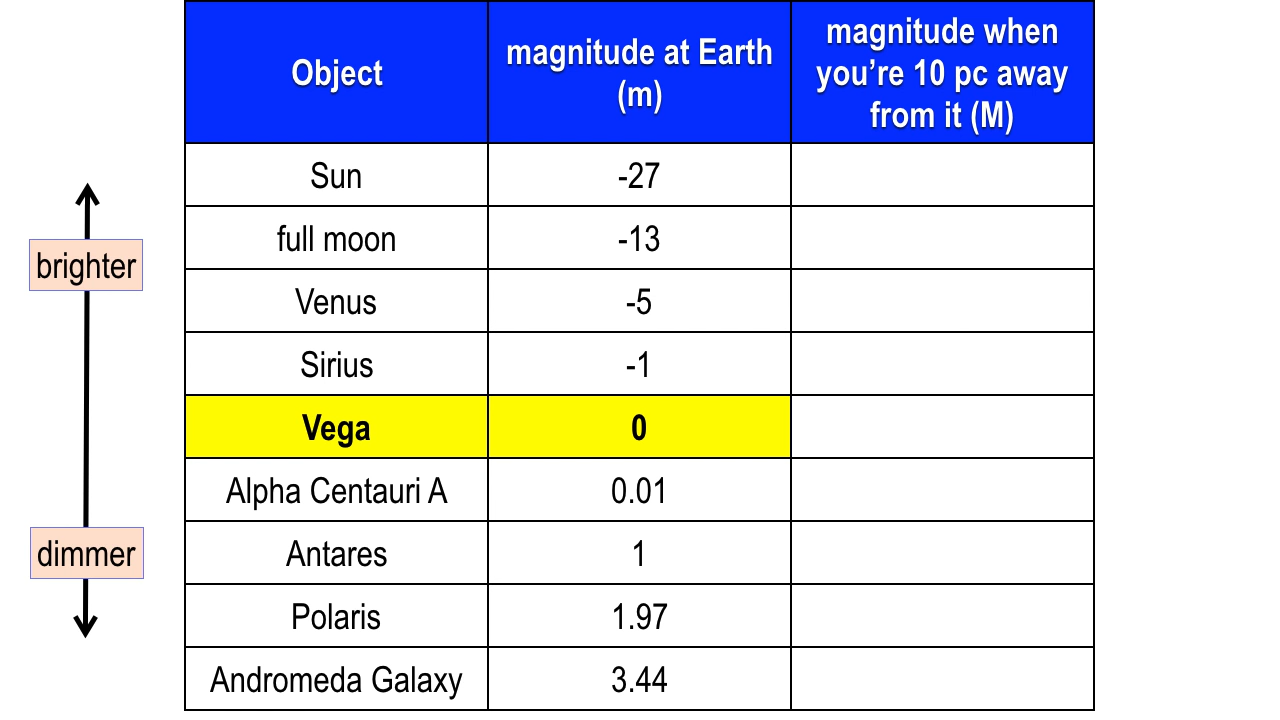 Object
magnitude at Earth
(m)
magnitude when
you’re 10 pc away
from it (M)
Sun
-27
full moon
-13
brighter
Venus
-5
Sirius
-1
Vega
0
Alpha Centauri A
0.01
dimmer
Antares
1
Polaris
1.97
Andromeda Galaxy
3.44